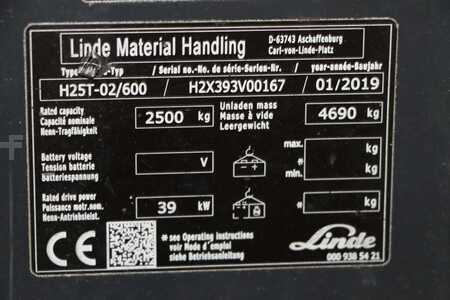 Linde Material Handling
D-63743 Aschaffenburg
Carl-von-Linde-Platz
-Typ / Serial no.-No. de série-Serien-Nr. / year-année-Baujahr
H25T-02/600 / H2X393V00167 / 01/2019
Rated capacity
Capacité nominale
Nenn-Tragfähigkeit
2500 kg
Unladen mass
Masse à vide
Leergewicht
4690 kg
Battery voltage
Tension batterie
Batteriespannung
V
max. kg
*
min. kg
Rated drive power
Puissance motr.nom.
Nenn-Antriebsleist.
39 kW
* kg
CE
* see Operating instructions
voir Mode d'emploi
siehe Betriebsanleitung
Linde
000 938 54 21